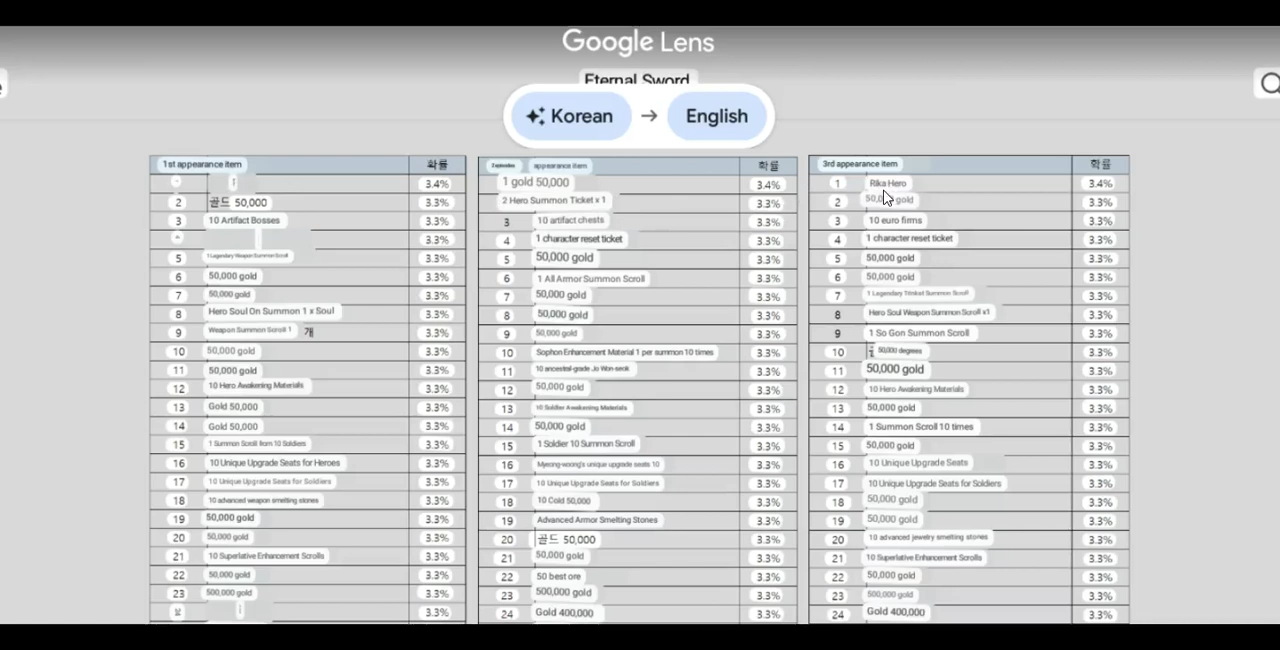 Google Lens
Eternal Sword
Korean → English
1st appearance item 확률
3.4%
2 골드 50,000 3.3%
3 10 Artifact Bosses 3.3%
3.3%
5 1 Legendary Weapon Summon Scroll 3.3%
6 50,000 gold 3.3%
7 50,000 gold 3.3%
8 Hero Soul On Summon 1 x Soul 3.3%
9 Weapon Summon Scroll 1 개 3.3%
10 50,000 gold 3.3%
11 50,000 gold 3.3%
12 10 Hero Awakening Materials 3.3%
13 Gold 50,000 3.3%
14 Gold 50,000 3.3%
15 1 Summon Scroll from 10 Soldiers 3.3%
16 10 Unique Upgrade Seats for Heroes 3.3%
17 10 Unique Upgrade Seats for Soldiers 3.3%
18 10 advanced weapon smelting stones 3.3%
19 50,000 gold 3.3%
20 50,000 gold 3.3%
21 10 Superlative Enhancement Scrolls 3.3%
22 50,000 gold 3.3%
23 500,000 gold 3.3%
3.3%
appearance item 확률
1 gold 50,000 3.4%
2 Hero Summon Ticket x 1 3.3%
3 10 artifact chests 3.3%
4 1 character reset ticket 3.3%
5 50,000 gold 3.3%
6 1 All Armor Summon Scroll 3.3%
7 50,000 gold 3.3%
8 50,000 gold 3.3%
9 50,000 gold 3.3%
10 Sophon Enhancement Material 1 per summon 10 times 3.3%
11 10 ancestral-grade Jo Won-seok 3.3%
12 50,000 gold 3.3%
13 10 Soldier Awakening Materials 3.3%
14 50,000 gold 3.3%
15 1 Soldier 10 Summon Scroll 3.3%
16 Myeong-woong's unique upgrade seats 10 3.3%
17 10 Unique Upgrade Seats for Soldiers 3.3%
18 10 Cold 50,000 3.3%
19 Advanced Armor Smelting Stones 3.3%
20 골드 50,000 3.3%
21 50,000 gold 3.3%
22 50 best ore 3.3%
23 500,000 gold 3.3%
24 Gold 400,000 3.3%
3rd appearance item 확률
1 Rika Hero 3.4%
2 gold 3.3%
3 10 euro firms 3.3%
4 1 character reset ticket 3.3%
5 50,000 gold 3.3%
6 50,000 gold 3.3%
7 1 Legendary Trinket Summon Scroll 3.3%
8 Hero Soul Weapon Summon Scroll x1 3.3%
9 1 So Gon Summon Scroll 3.3%
10 50,000 degrees 3.3%
11 50,000 gold 3.3%
12 10 Hero Awakening Materials 3.3%
13 50,000 gold 3.3%
14 1 Summon Scroll 10 times 3.3%
15 50,000 gold 3.3%
16 10 Unique Upgrade Seats 3.3%
17 10 Unique Upgrade Seats for Soldiers 3.3%
18 50,000 gold 3.3%
19 50,000 gold 3.3%
20 10 advanced jewelry smelting stones 3.3%
21 10 Superlative Enhancement Scrolls 3.3%
22 50,000 gold 3.3%
23 500,000 gold 3.3%
24 Gold 400,000 3.3%